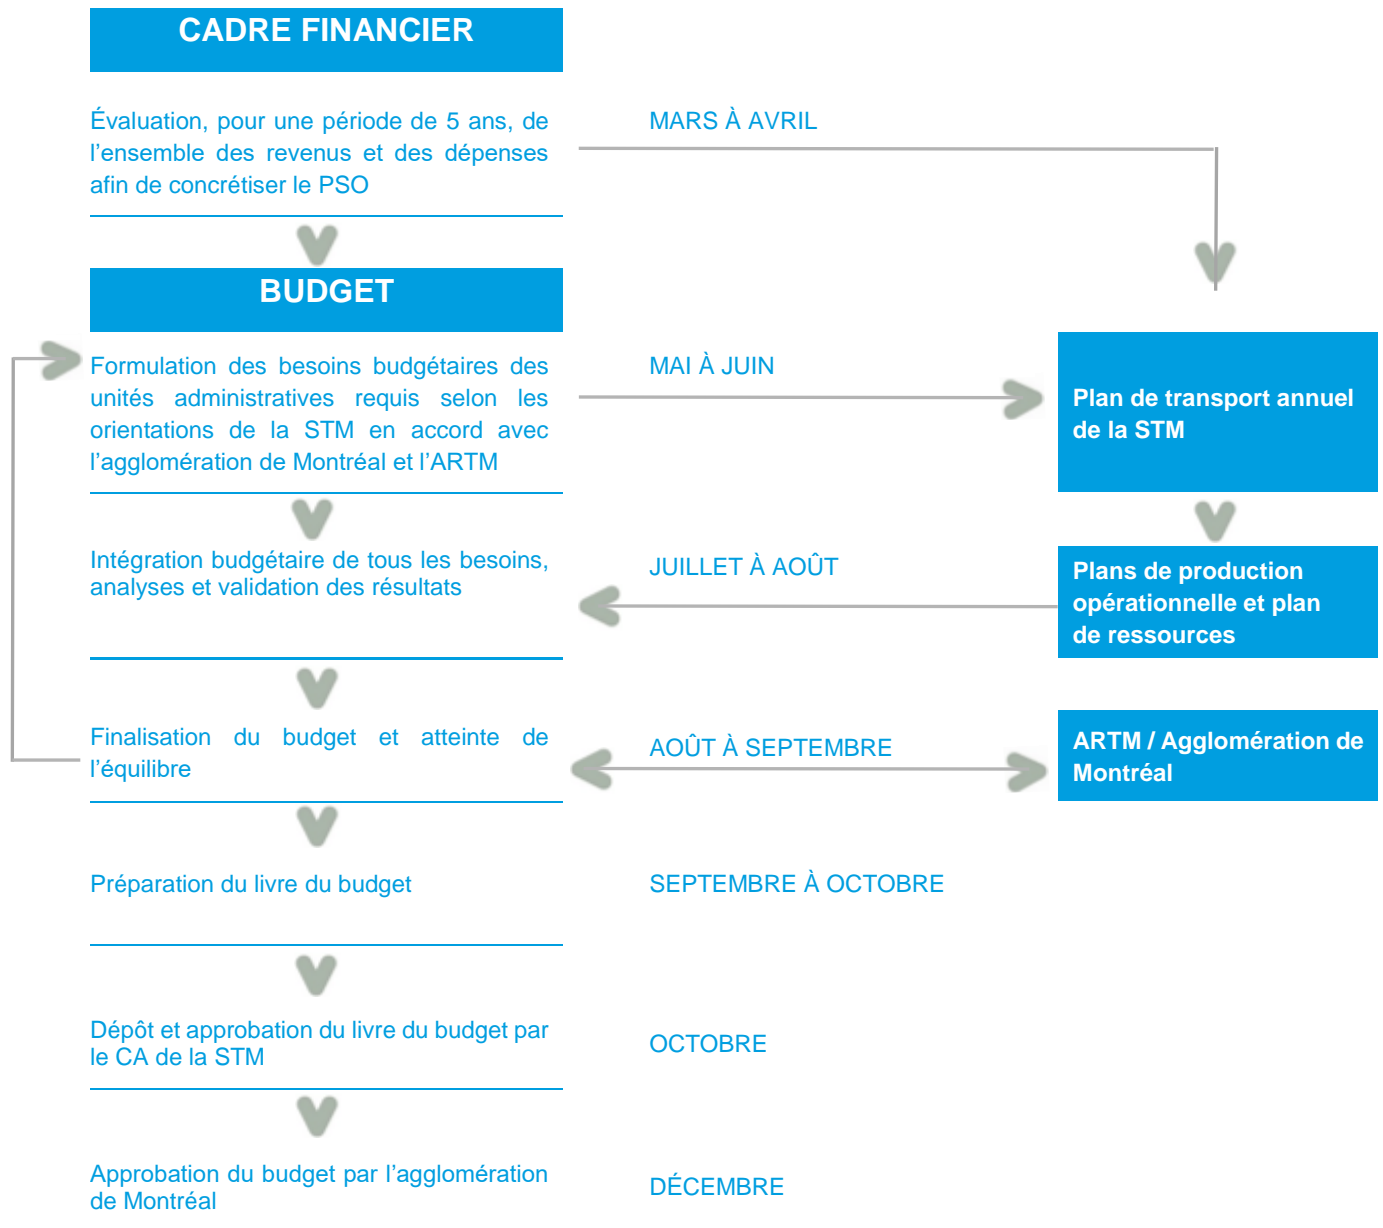 CADRE FINANCIER
Évaluation, pour une période de 5 ans, de
l’ensemble des revenus et des dépenses
afin de concrétiser le PSO
MARS À AVRIL
BUDGET
Formulation des besoins budgétaires des
unités administratives requis selon les
orientations de la STM en accord avec
l’agglomération de Montréal et l’ARTM
MAI À JUIN
Plan de transport annuel
de la STM
Intégration budgétaire de tous les besoins,
analyses et validation des résultats
JUILLET À AOÛT
Plans de production
opérationnelle et plan
de ressources
Finalisation du budget et atteinte de
l’équilibre
AOÛT À SEPTEMBRE
ARTM / Agglomération de
Montréal
Préparation du livre du budget
SEPTEMBRE À OCTOBRE
Dépôt et approbation du livre du budget par
le CA de la STM
OCTOBRE
Approbation du budget par l’agglomération
de Montréal
DÉCEMBRE